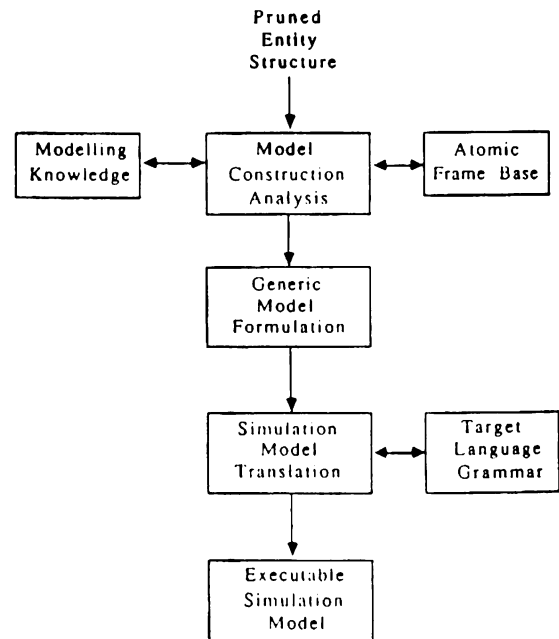 Pruned
Entity
Structure
Modelling
Knowledge
Model
Construction
Analysis
Atomic
Frame Base
Generic
Model
Formulation
Simulation
Model
Translation
Target
Language
Grammar
Executable
Simulation
Model